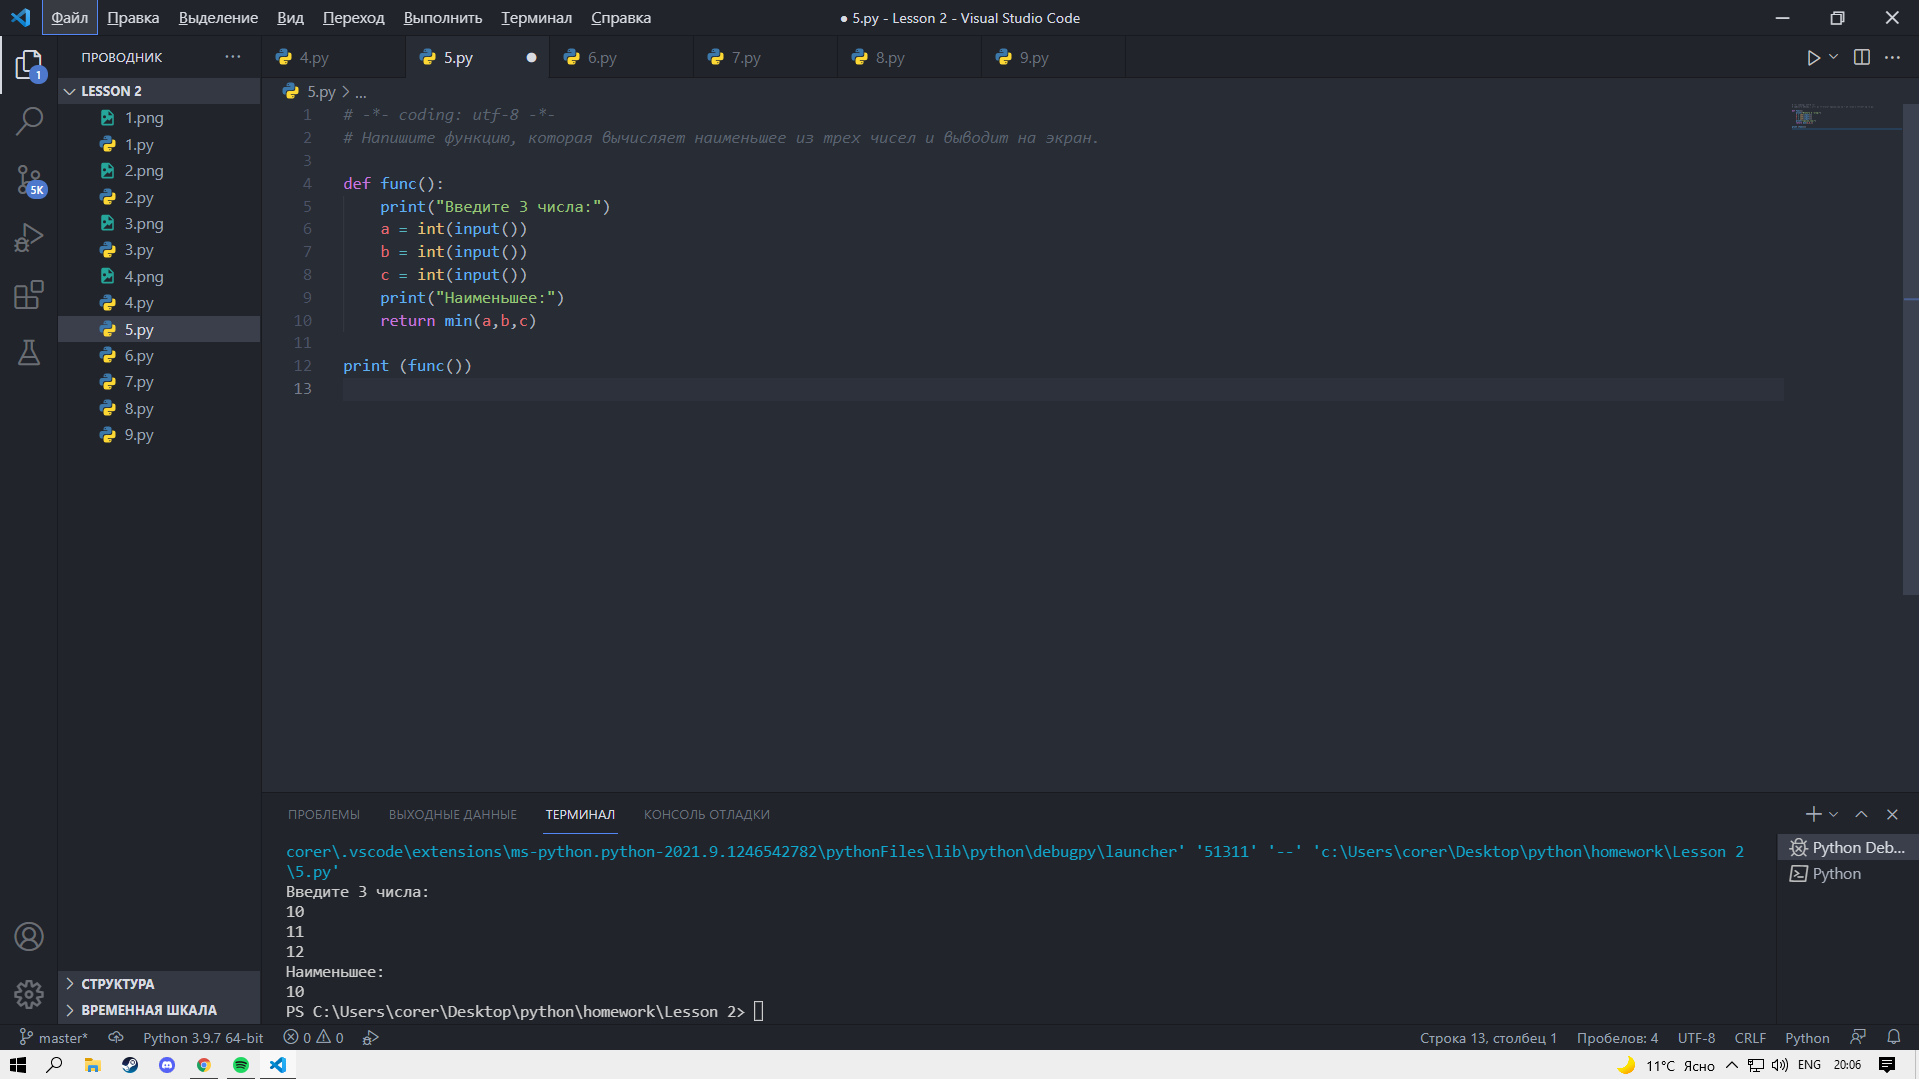 Файл Правка Выделение Вид Переход Выполнить Терминал Справка
● 5.py - Lesson 2 - Visual Studio Code
ПРОВОДНИК
4.py 5.py 6.py 7.py 8.py 9.py
1
5K
LESSON 2
1.png
1.py
2.png
2.py
3.png
3.py
4.png
4.py
5.py
6.py
7.py
8.py
9.py
СТРУКТУРА
ВРЕМЕННАЯ ШКАЛА
5.py > ...
1 # -*- coding: utf-8 -*-
2 # Напишите функцию, которая вычисляет наименьшее из трех чисел и выводит на экран.
3
4 def func():
5 print("Введите 3 числа:")
6 a = int(input())
7 b = int(input())
8 c = int(input())
9 print("Наименьшее:")
10 return min(a,b,c)
11
12 print (func())
13
ПРОБЛЕМЫ ВЫХОДНЫЕ ДАННЫЕ ТЕРМИНАЛ КОНСОЛЬ ОТЛАДКИ
corer\.vscode\extensions\ms-python.python-2021.9.1246542782\pythonFiles\lib\python\debugpy\launcher' '51311' '--' 'c:\Users\corer\Desktop\python\homework\Lesson 2
\5.py'
Введите 3 числа:
10
11
12
Наименьшее:
10
PS C:\Users\corer\Desktop\python\homework\Lesson 2>
Python Deb...
Python
master* Python 3.9.7 64-bit 0 0
Строка 13, столбец 1 Пробелов: 4 UTF-8 CRLF Python
11°C Ясно ENG 20:06